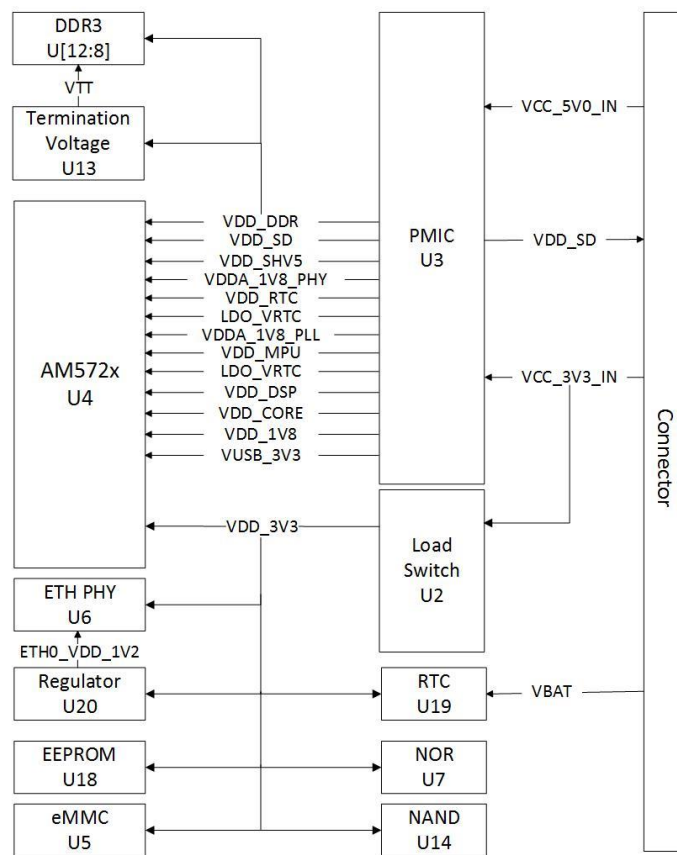 DDR3
U[12:8]
VTT
Termination
Voltage
U13
VCC_5V0_IN
PMIC
U3
VDD_DDR
VDD_SD
VDD_SHV5
VDDA_1V8_PHY
VDD_RTC
LDO_VRTC
VDDA_1V8_PLL
VDD_MPU
LDO_VRTC
VDD_DSP
VDD_CORE
VDD_1V8
VUSB_3V3
VDD_SD
AM572x
U4
VCC_3V3_IN
Connector
VDD_3V3
Load
Switch
U2
ETH PHY
U6
ETH0_VDD_1V2
Regulator
U20
RTC
U19
VBAT
EEPROM
U18
NOR
U7
eMMC
U5
NAND
U14